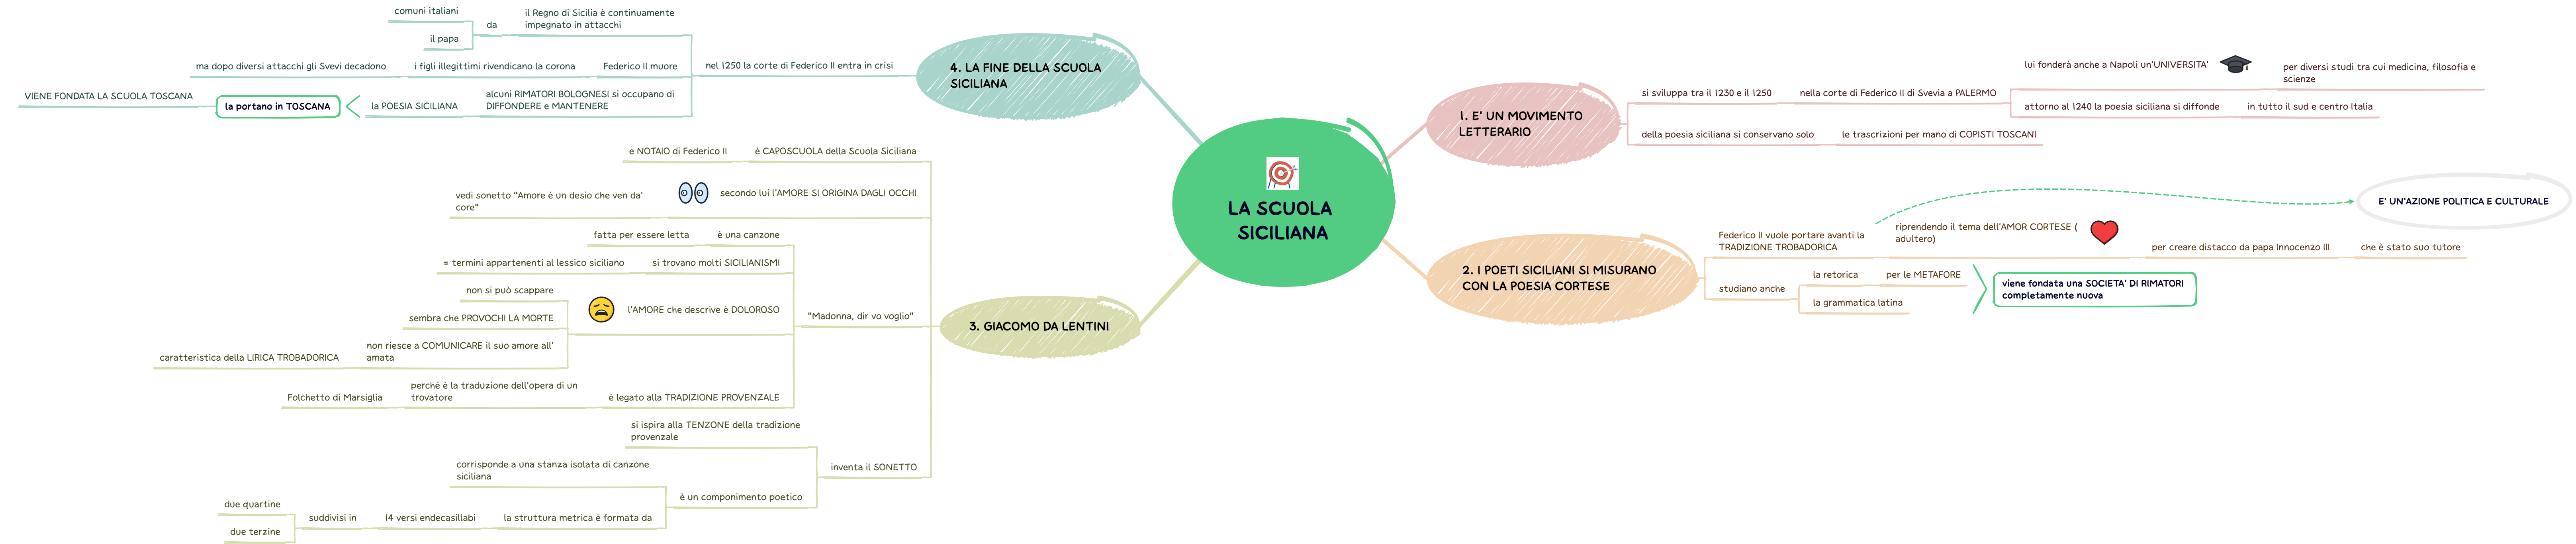 LA SCUOLA
SICILIANA
1. E' UN MOVIMENTO
LETTERARIO
si sviluppa tra il 1230 e il 1250
nella corte di Federico II di Svevia a PALERMO
lui fonderà anche a Napoli un'UNIVERSITA'
per diversi studi tra cui medicina, filosofia e
scienze
attorno al 1240 la poesia siciliana si diffonde
in tutto il sud e centro Italia
della poesia siciliana si conservano solo
le trascrizioni per mano di COPISTI TOSCANI
2. I POETI SICILIANI SI MISURANO
CON LA POESIA CORTESE
Federico II vuole portare avanti la
TRADIZIONE TROBADORICA
riprendendo il tema dell'AMOR CORTESE (
adultero)
per creare distacco da papa Innocenzo III
che è stato suo tutore
E' UN'AZIONE POLITICA E CULTURALE
studiano anche
la retorica
per le METAFORE
la grammatica latina
viene fondata una SOCIETA' DI RIMATORI
completamente nuova
3. GIACOMO DA LENTINI
è CAPOSCUOLA della Scuola Siciliana
e NOTAIO di Federico II
secondo lui l'AMORE SI ORIGINA DAGLI OCCHI
vedi sonetto "Amore è un desio che ven da'
core"
"Madonna, dir vo voglio"
è una canzone
fatta per essere letta
si trovano molti SICILIANISMI
= termini appartenenti al lessico siciliano
l'AMORE che descrive è DOLOROSO
non si può scappare
sembra che PROVOCHI LA MORTE
non riesce a COMUNICARE il suo amore all'
amata
caratteristica della LIRICA TROBADORICA
è legato alla TRADIZIONE PROVENZALE
perché è la traduzione dell'opera di un
trovatore
Folchetto di Marsiglia
inventa il SONETTO
si ispira alla TENZONE della tradizione
provenzale
è un componimento poetico
corrisponde a una stanza isolata di canzone
siciliana
la struttura metrica è formata da
14 versi endecasillabi
suddivisi in
due quartine
due terzine
4. LA FINE DELLA SCUOLA
SICILIANA
nel 1250 la corte di Federico II entra in crisi
il Regno di Sicilia è continuamente
impegnato in attacchi
da
comuni italiani
il papa
Federico II muore
i figli illegittimi rivendicano la corona
ma dopo diversi attacchi gli Svevi decadono
alcuni RIMATORI BOLOGNESI si occupano di
DIFFONDERE e MANTENERE
la POESIA SICILIANA
la portano in TOSCANA
VIENE FONDATA LA SCUOLA TOSCANA